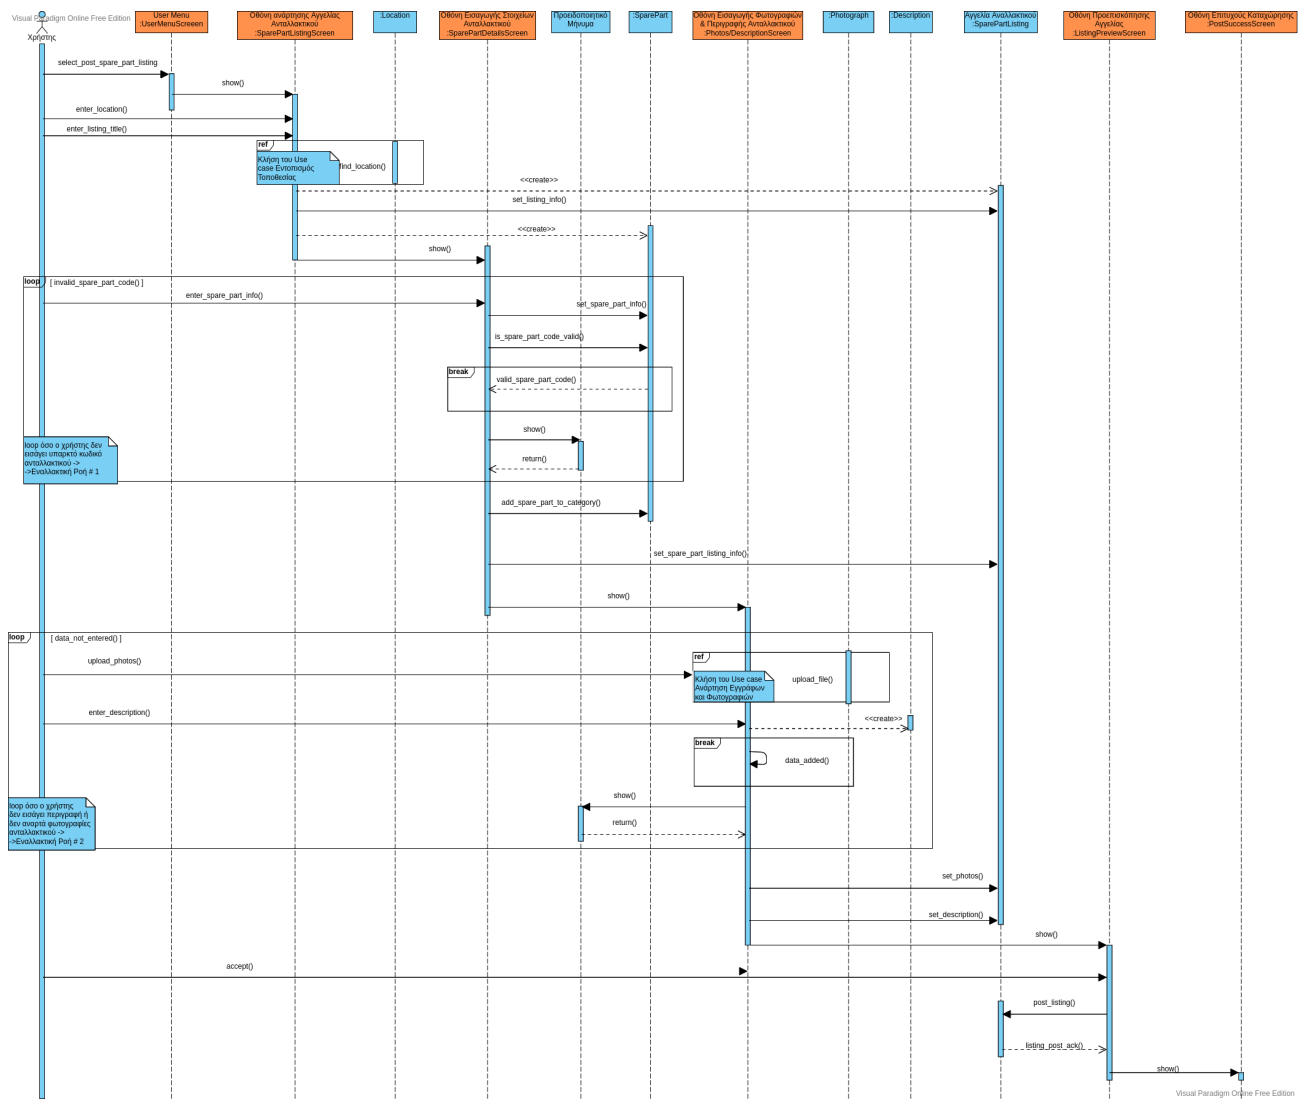 Visual Paradigm Online Free Edition
Χρήστης
User Menu
:UserMenuScreen
Οθόνη ανάρτησης Αγγελίας
Ανταλλακτικού
:SparePartListingScreen
:Location
Οθόνη Εισαγωγής Στοιχείων
Ανταλλακτικού
:SparePartDetailsScreen
Προειδοποιητικό
Μήνυμα
:SparePart
Οθόνη Εισαγωγής Φωτογραφιών
& Περιγραφής Ανταλλακτικού
:Photos/DescriptionScreen
:Photograph
:Description
Αγγελία Αναλλακτικού
:SparePartListing
Οθόνη Προεπισκόπησης
Αγγελίας
:ListingPreviewScreen
Οθόνη Επιτυχούς Καταχώρησης
:PostSuccessScreen
select_post_spare_part_listing
show()
enter_location()
enter_listing_title()
ref
Κλήση του Use
case Εντοπισμός
Τοποθεσίας
find_location()
<<create>>
set_listing_info()
<<create>>
show()
loop
[ invalid_spare_part_code() ]
enter_spare_part_info()
set_spare_part_info()
is_spare_part_code_valid()
break
valid_spare_part_code()
show()
return()
loop όσο ο χρήστης δεν
εισάγει υπαρκτό κωδικό
ανταλλακτικού ->
->Εναλλακτική Ροή # 1
add_spare_part_to_category()
set_spare_part_listing_info()
show()
loop
[ data_not_entered() ]
upload_photos()
ref
Κλήση του Use case
Ανάρτηση Εγγράφων
και Φωτογραφιών
upload_file()
enter_description()
<<create>>
break
data_added()
show()
return()
loop όσο ο χρήστης
δεν εισάγει περιγραφή ή
δεν αναρτά φωτογραφίες
ανταλλακτικού ->
->Εναλλακτική Ροή # 2
set_photos()
set_description()
show()
accept()
post_listing()
listing_post_ack()
show()
Visual Paradigm Online Free Edition